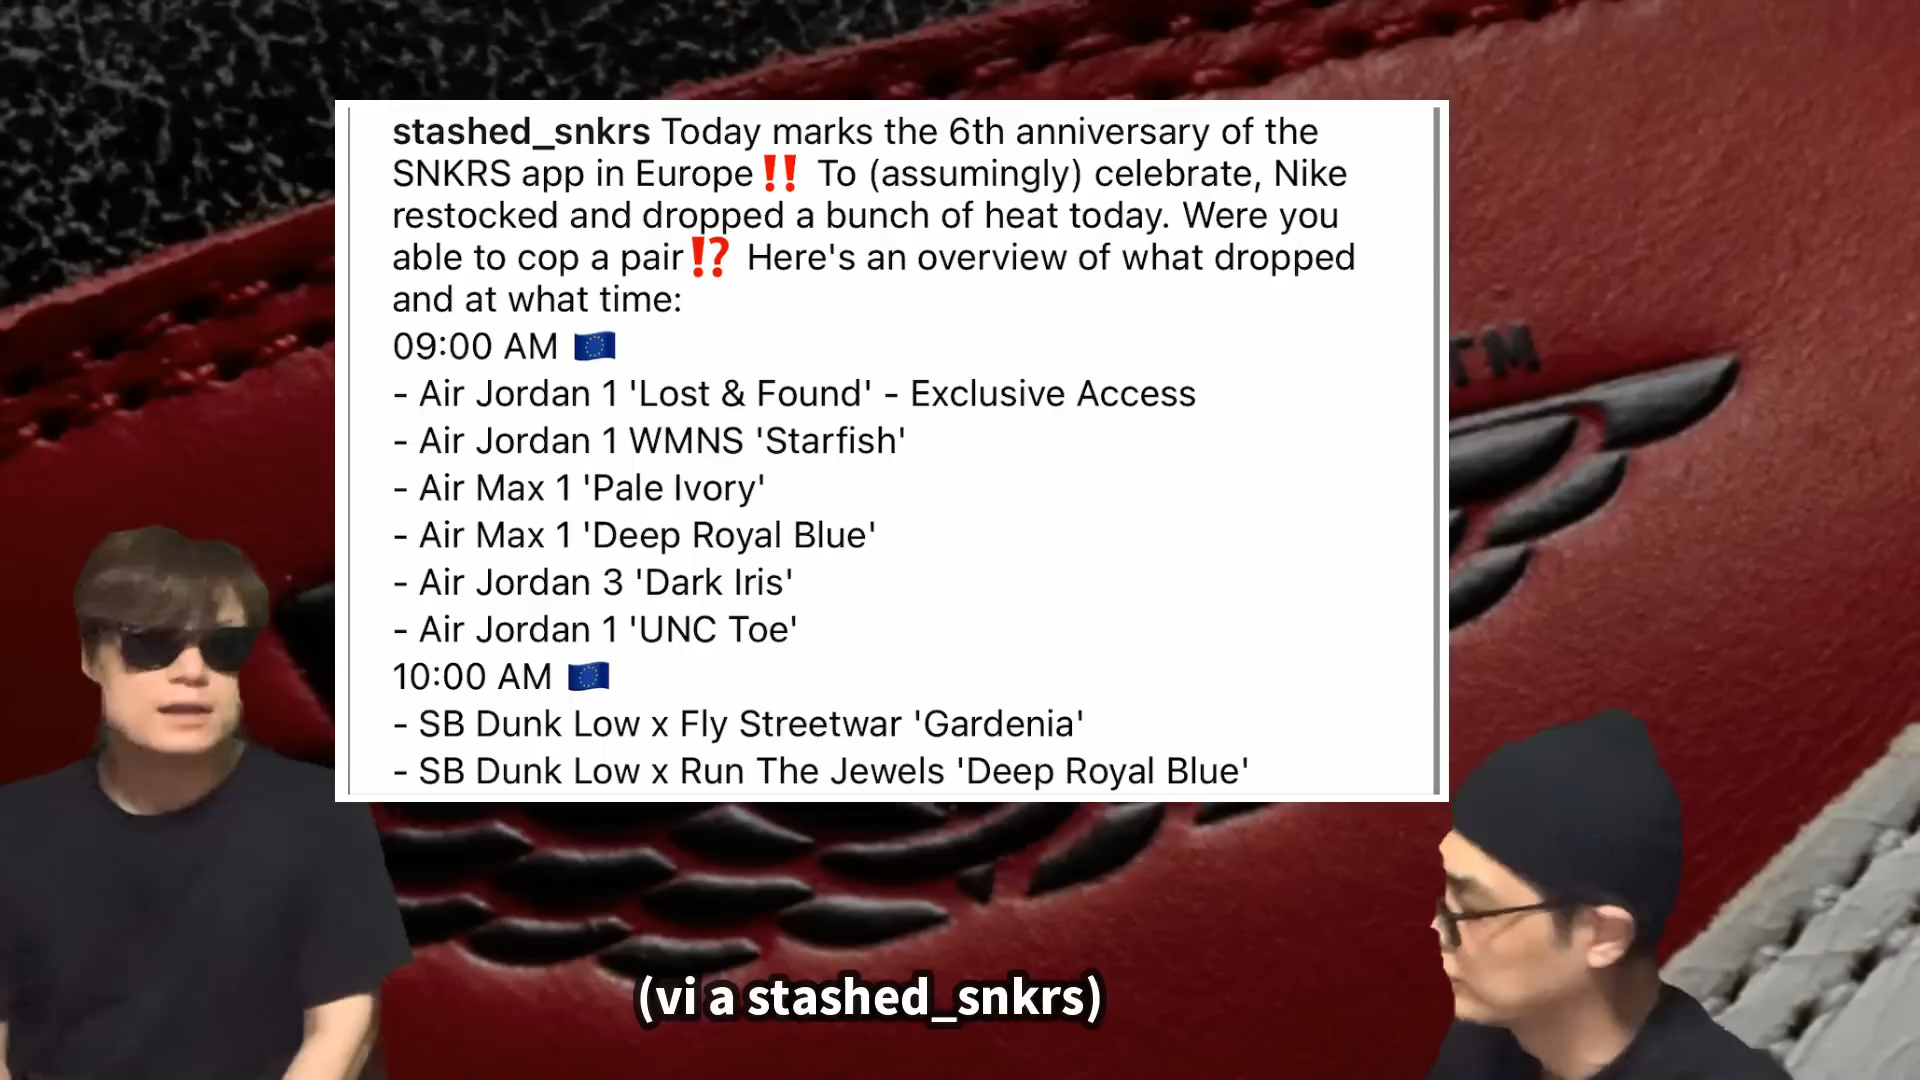 stashed_snkrs Today marks the 6th anniversary of the
SNKRS app in Europe‼️ To (assumingly) celebrate, Nike
restocked and dropped a bunch of heat today. Were you
able to cop a pair⁉️ Here's an overview of what dropped
and at what time:
09:00 AM 🇪🇺
- Air Jordan 1 'Lost & Found' - Exclusive Access
- Air Jordan 1 WMNS 'Starfish'
- Air Max 1 'Pale Ivory'
- Air Max 1 'Deep Royal Blue'
- Air Jordan 3 'Dark Iris'
- Air Jordan 1 'UNC Toe'
10:00 AM 🇪🇺
- SB Dunk Low x Fly Streetwar 'Gardenia'
- SB Dunk Low x Run The Jewels 'Deep Royal Blue'
TM
(vi a stashed_snkrs)